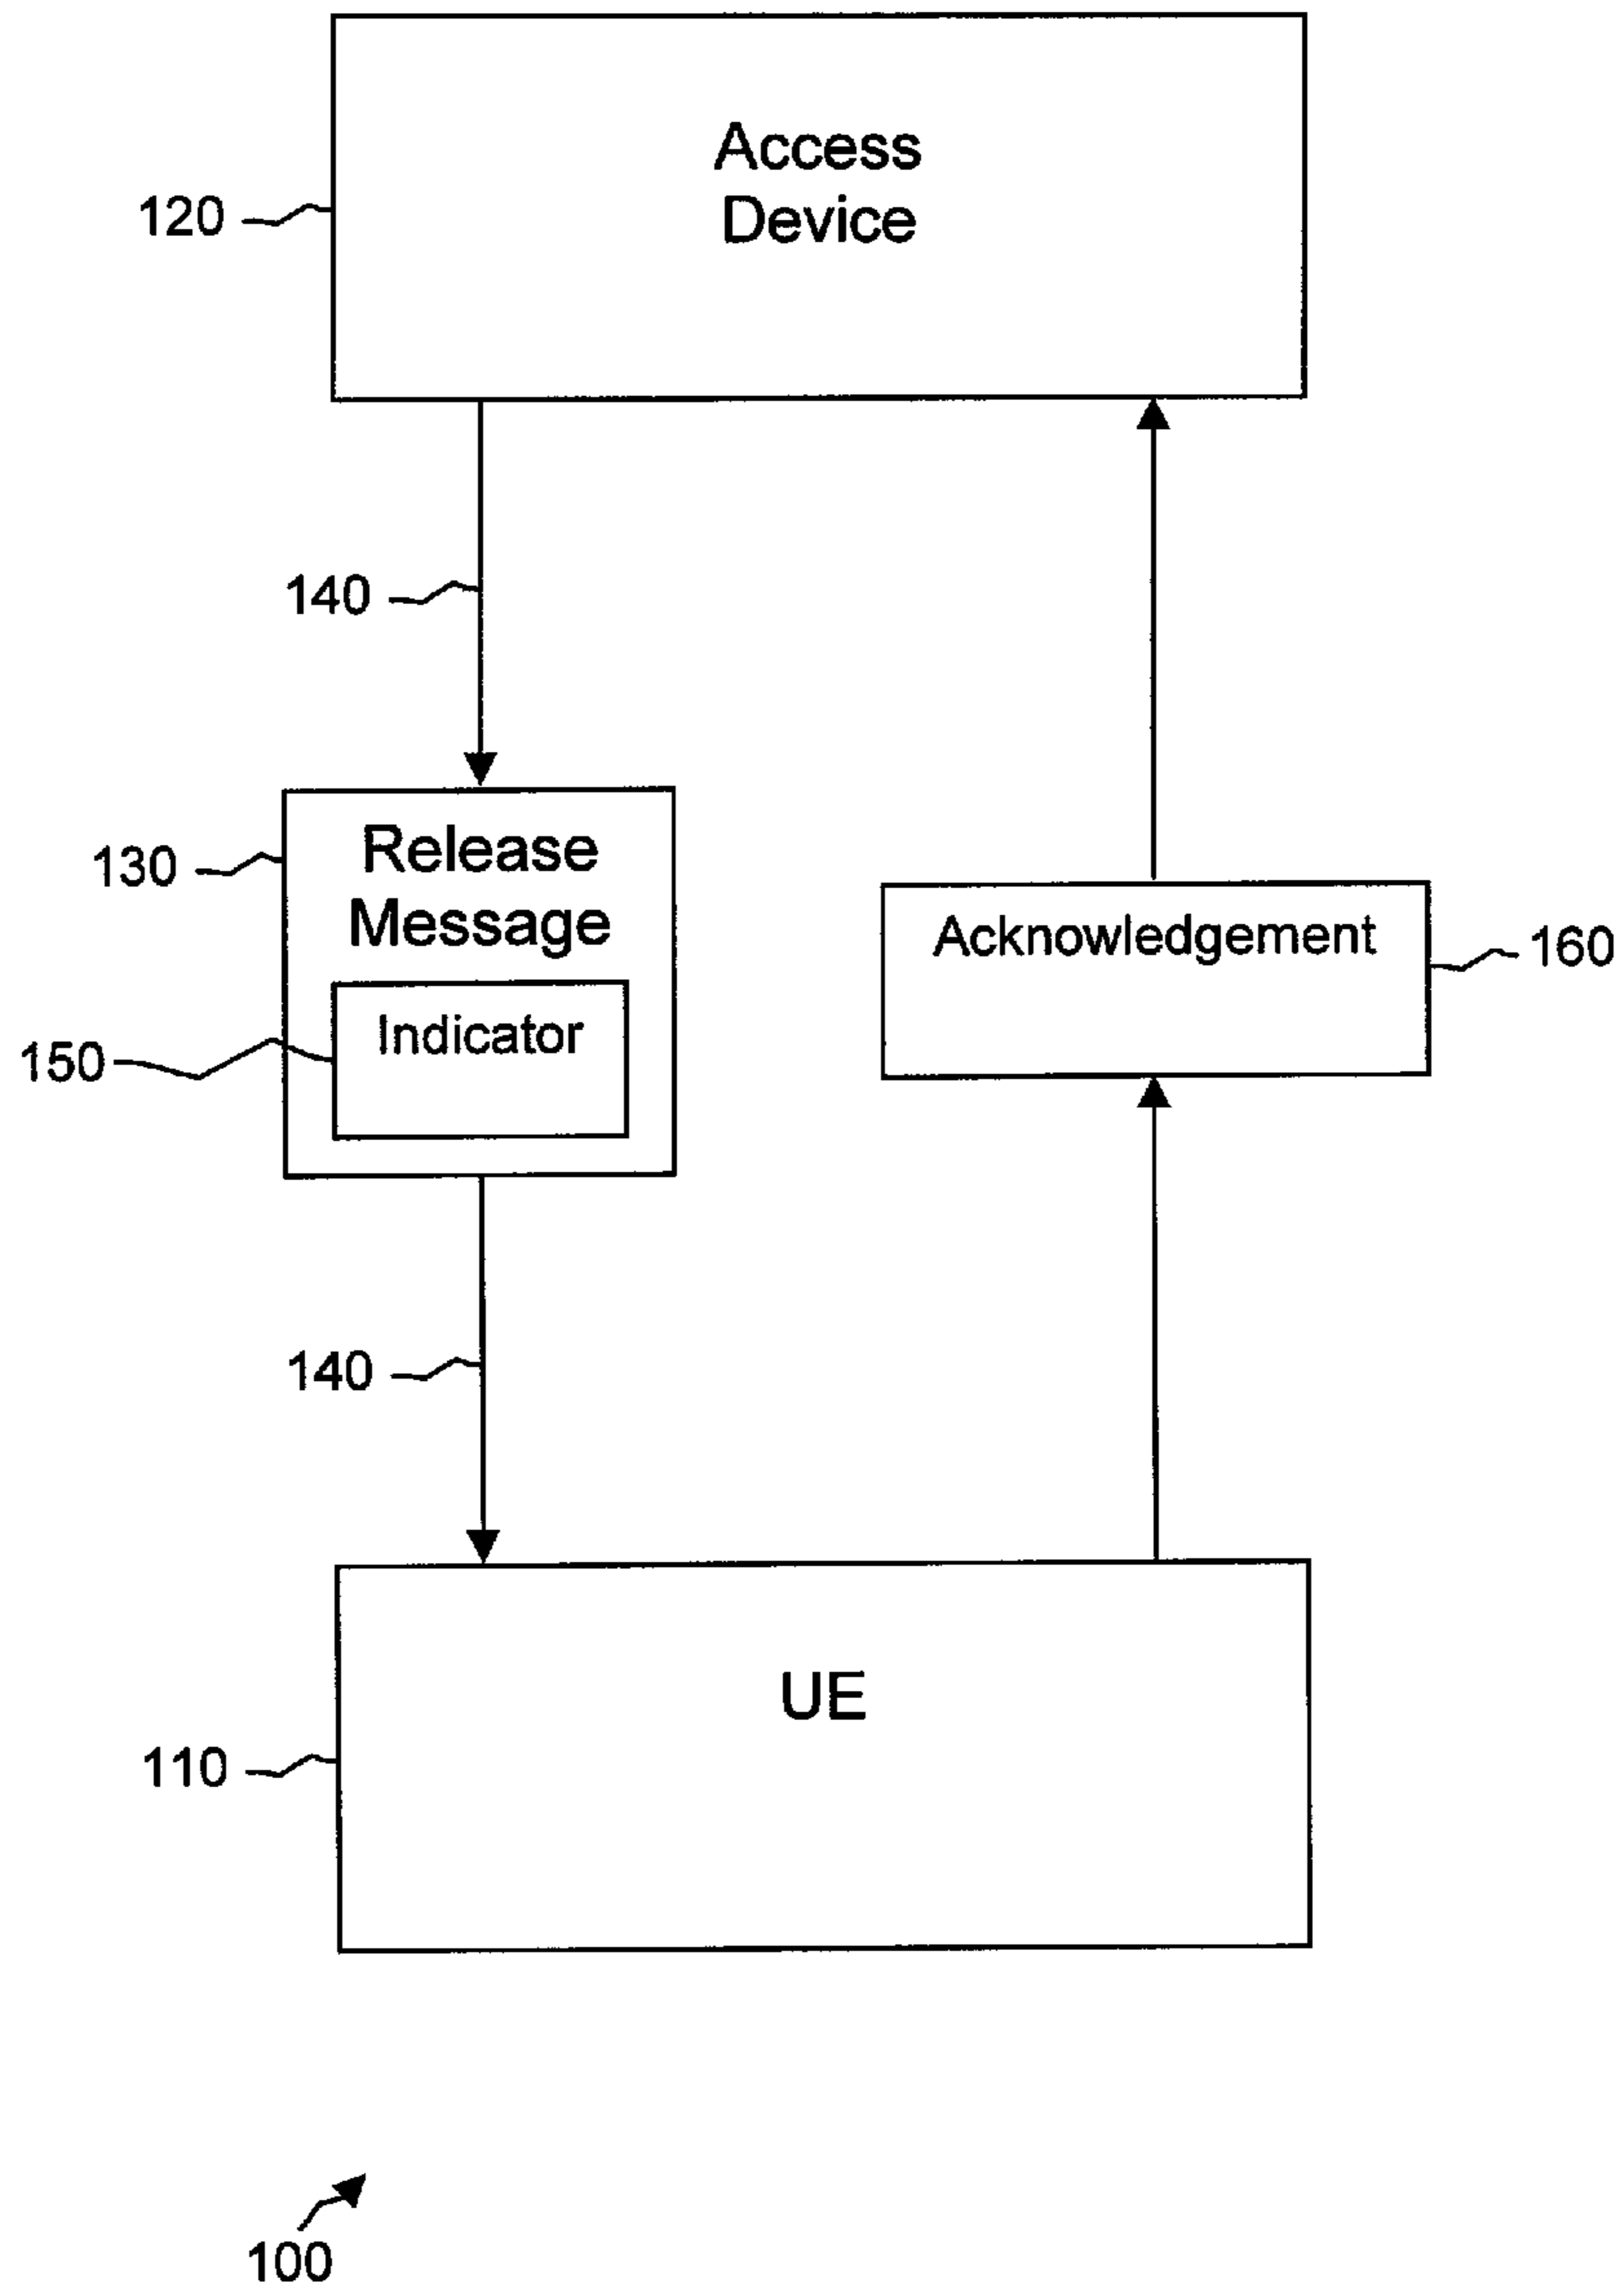 Access
Device
120
140
130
Release
Message
Acknowledgement
160
Indicator
150
140
UE
110
100